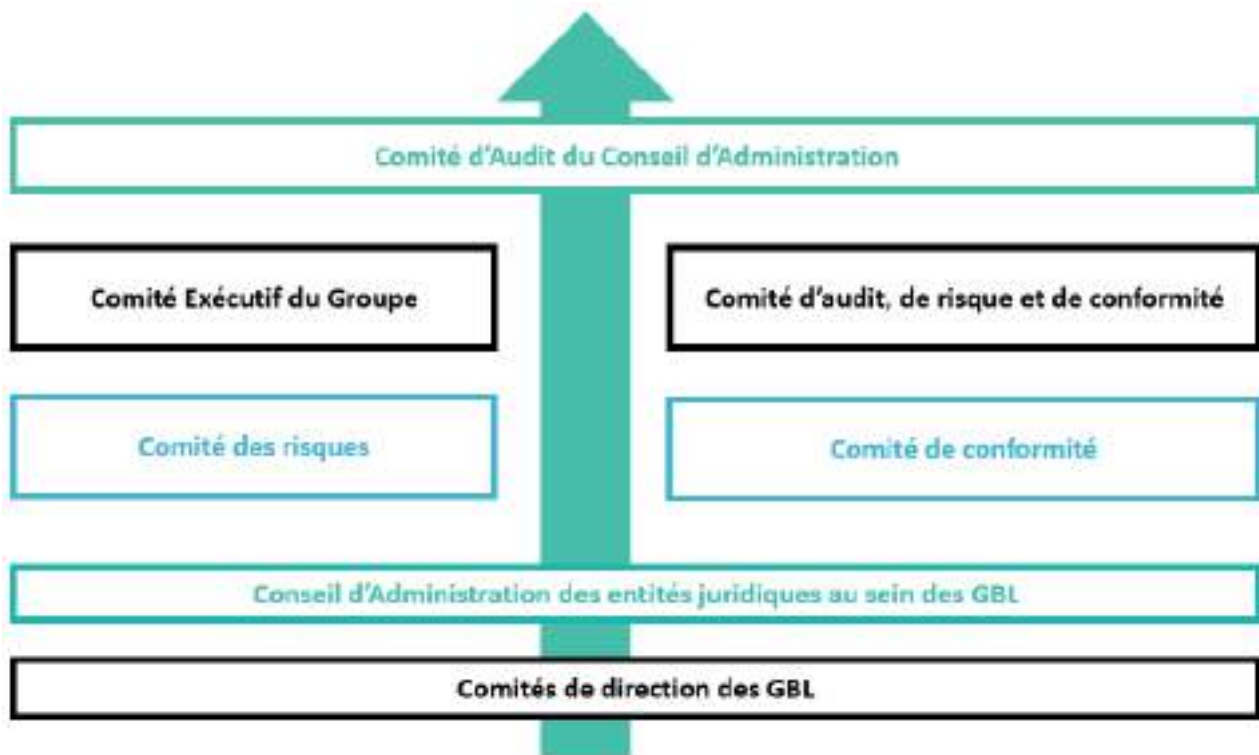 Comité d'Audit du Conseil d'Administration
Comité Exécutif du Groupe
Comité d'audit, de risque et de conformité
Comité des risques
Comité de conformité
Conseil d'Administration des entités juridiques au sein des GBL
Comités de direction des GBL